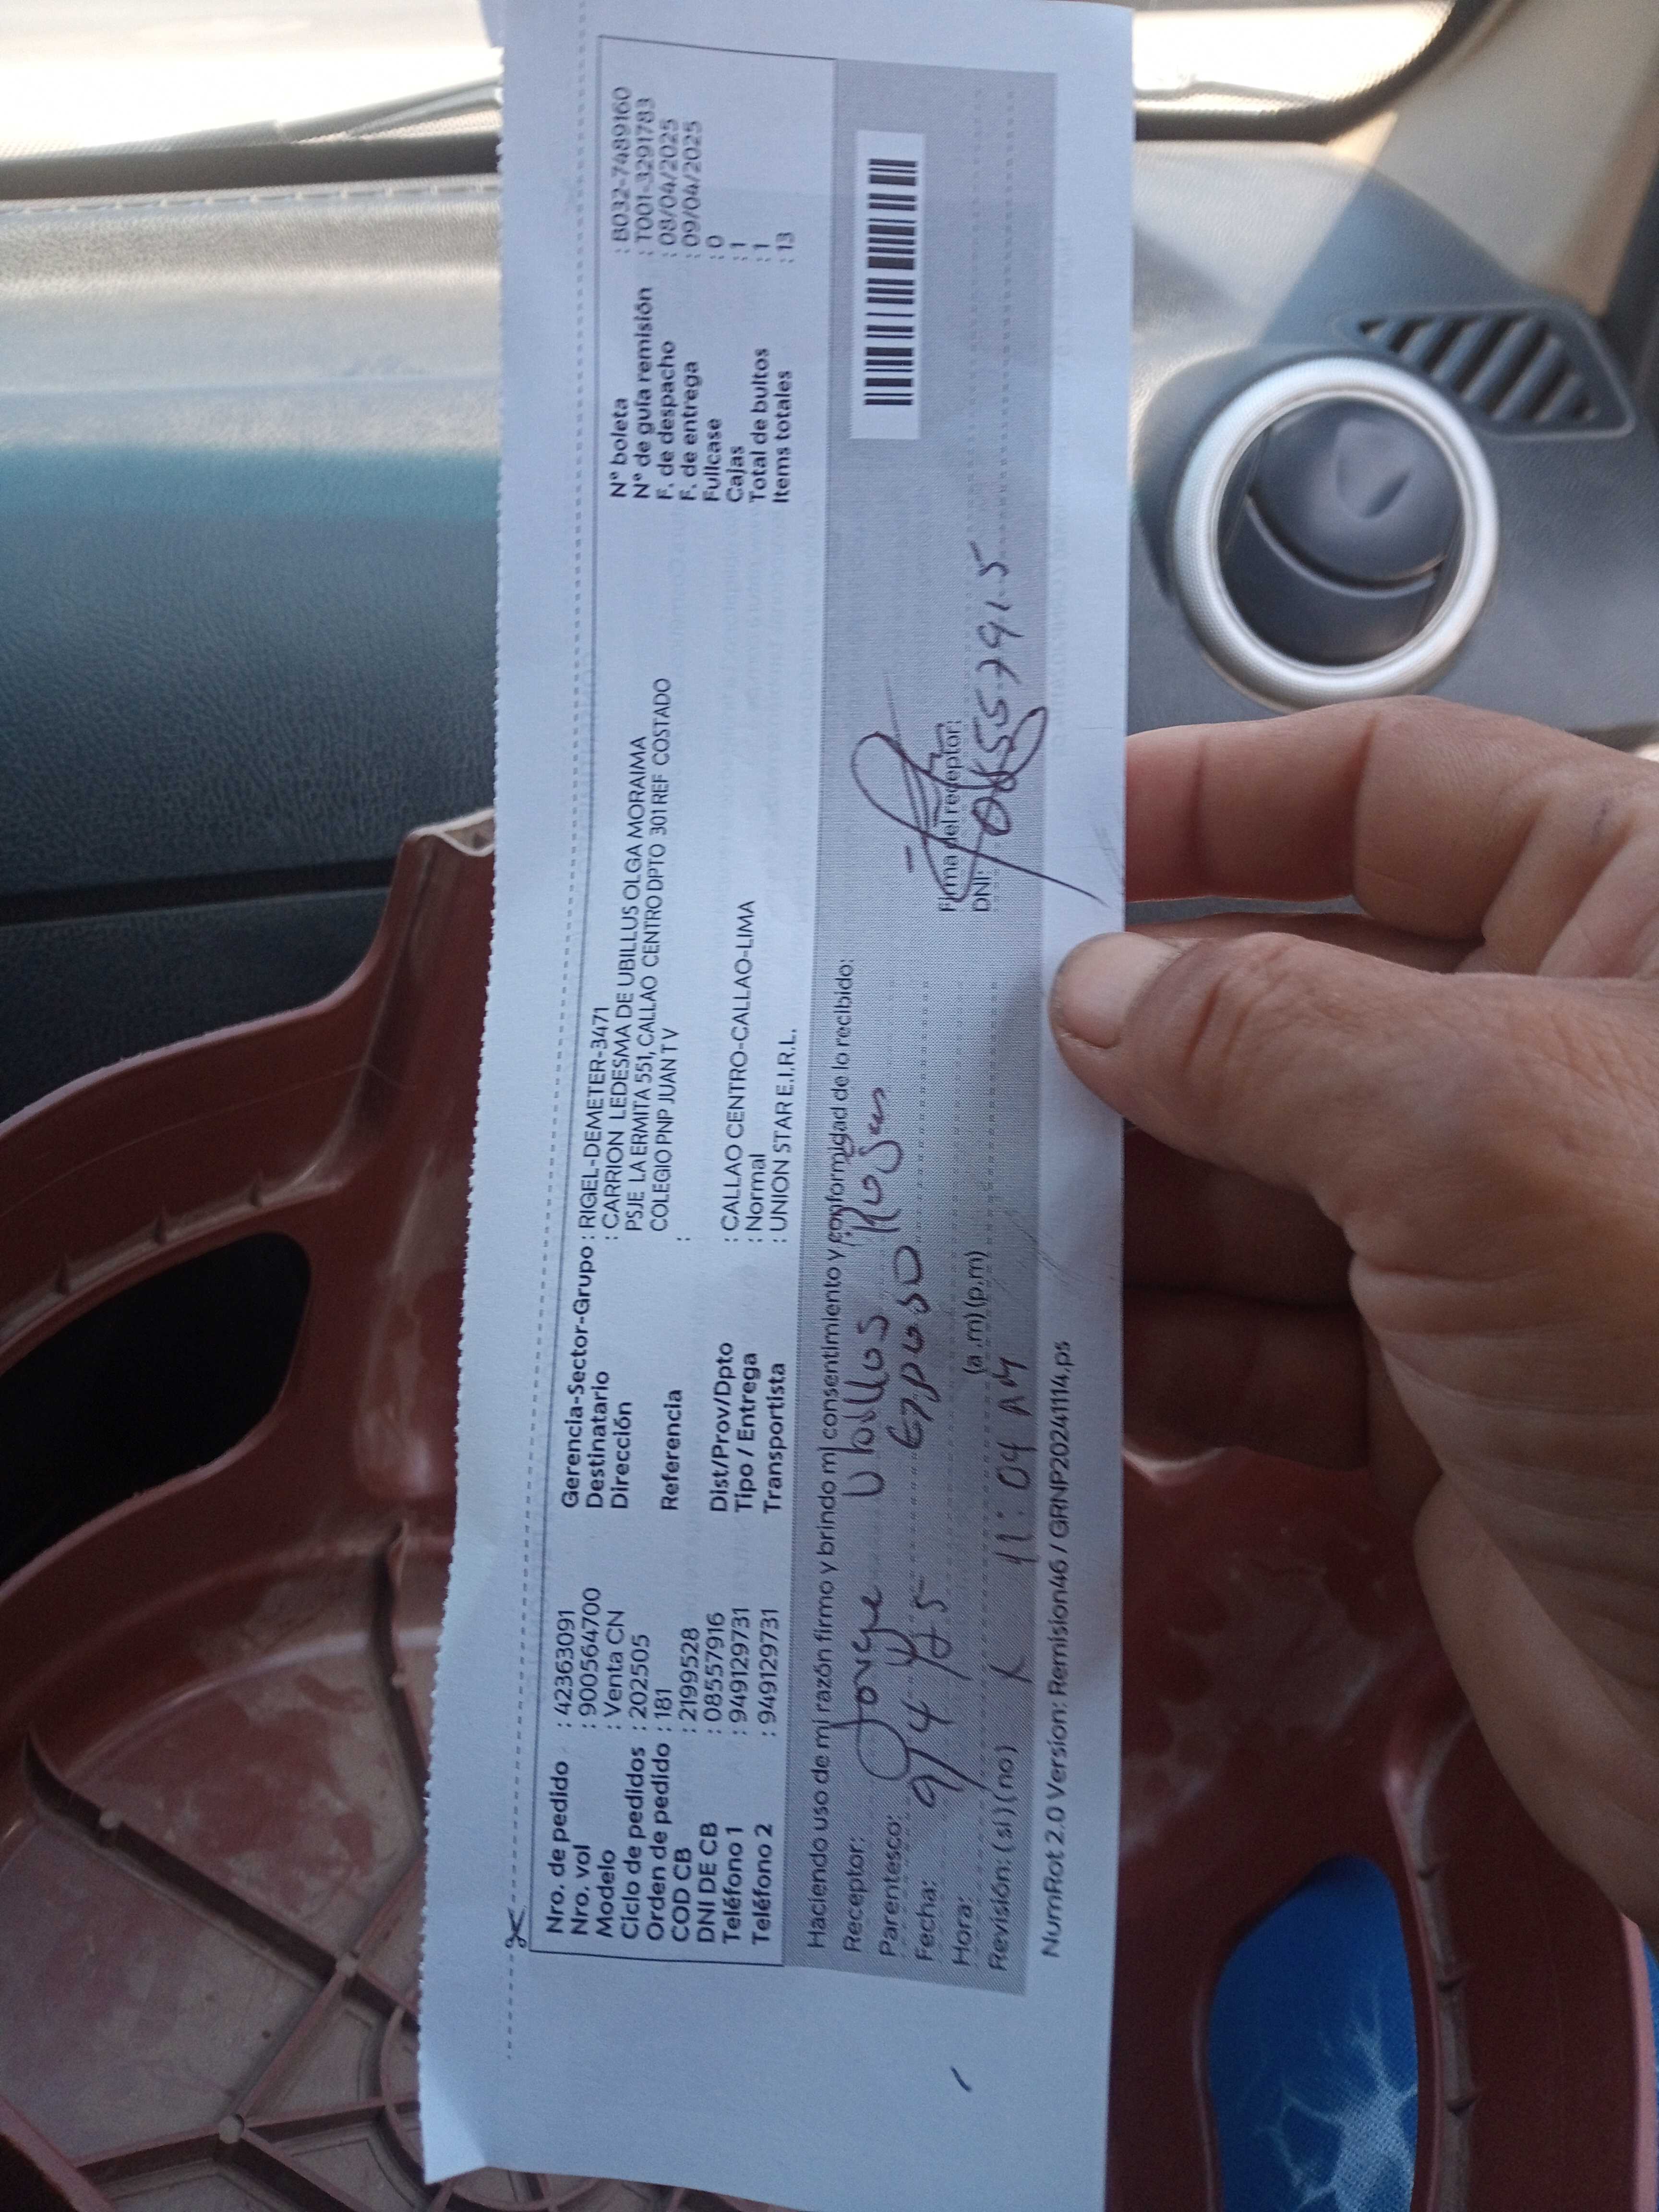 Nro. de pedido : 42363091
Nro. vol : 900564700
Modelo : Venta CN
Ciclo de pedidos : 202505
Orden de pedido : 181
COD CB : 2199528
DNI DE CB : 08557916
Teléfono 1 : 949129731
Teléfono 2 : 949129731
Gerencia-Sector-Grupo : RIGEL-DEMETER-3471
Destinatario : CARRION LEDESMA DE UBILLUS OLGA MORAIMA
Dirección PSJE LA ERMITA 551, CALLAO CENTRO DPTO 301 REF COSTADO
COLEGIO PNP JUAN TV
Referencia :
Dist/Prov/Dpto : CALLAO CENTRO-CALLAO-LIMA
Tipo / Entrega : Normal
Transportista : UNION STAR E.I.R.L.
N° boleta : B032-7489160
N° de guía remisión : T001-3291783
F. de despacho : 08/04/2025
F. de entrega : 09/04/2025
Fullcase : 0
Cajas : 1
Total de bultos : 1
Items totales : 13
Haciendo uso de mi razón firmo y brindo mi consentimiento y conformidad de lo recibido:
Receptor: Jorge Ubillus Rojas
Parentesco: Esposo
Fecha: 9/4/25
Hora: 11:04 AM (a.m) (p.m)
Revisión: (si) (no)
Firma del receptor:
DNI: 08557915
NumRot 2.0 Version: Remision46 / GRNP20241114.ps